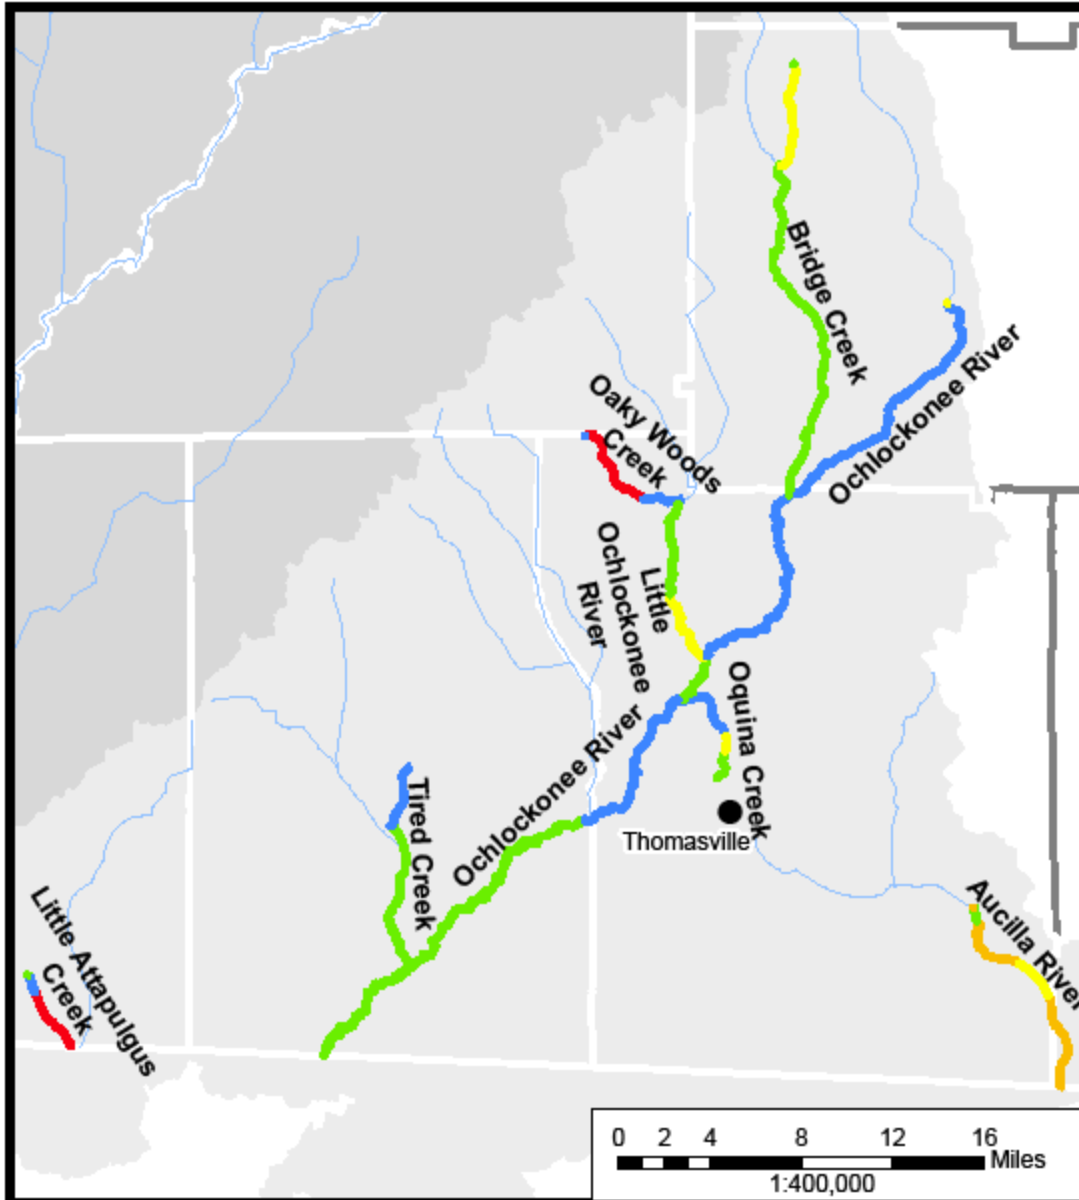 Bridge Creek
Ochlockonee River
Oaky Woods
Creek
Little
Ochlockonee
River
Oquina Creek
Ochlockonee River
Thomasville
Tired Creek
Little Attapulgus
Creek
Aucilla River
0 2 4 8 12 16
Miles
1:400,000